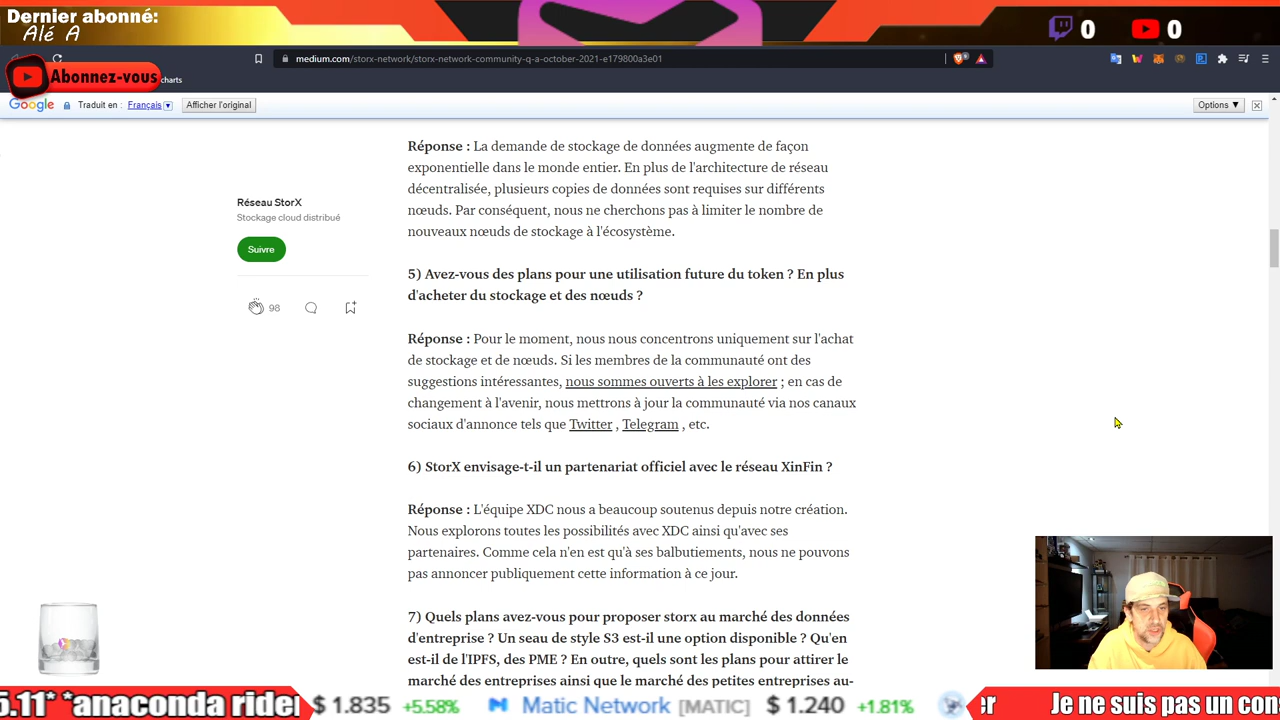 Dernier abonné:
Alé A
0
0
medium.com/storx-network/storx-network-community-q-a-october-2021-e179800a3e01
Abonnez-vous
charts
Google
Traduit en : Français
Afficher l'original
Options ▼
Réponse : La demande de stockage de données augmente de façon
exponentielle dans le monde entier. En plus de l'architecture de réseau
décentralisée, plusieurs copies de données sont requises sur différents
nœuds. Par conséquent, nous ne cherchons pas à limiter le nombre de
nouveaux nœuds de stockage à l'écosystème.
Réseau StorX
Stockage cloud distribué
Suivre
98
5) Avez-vous des plans pour une utilisation future du token ? En plus
d'acheter du stockage et des nœuds ?
Réponse : Pour le moment, nous nous concentrons uniquement sur l'achat
de stockage et de nœuds. Si les membres de la communauté ont des
suggestions intéressantes, nous sommes ouverts à les explorer ; en cas de
changement à l'avenir, nous mettrons à jour la communauté via nos canaux
sociaux d'annonce tels que Twitter , Telegram , etc.
6) StorX envisage-t-il un partenariat officiel avec le réseau XinFin ?
Réponse : L'équipe XDC nous a beaucoup soutenus depuis notre création.
Nous explorons toutes les possibilités avec XDC ainsi qu'avec ses
partenaires. Comme cela n'en est qu'à ses balbutiements, nous ne pouvons
pas annoncer publiquement cette information à ce jour.
7) Quels plans avez-vous pour proposer storx au marché des données
d'entreprise ? Un seau de style S3 est-il une option disponible ? Qu'en
est-il de l'IPFS, des PME ? En outre, quels sont les plans pour attirer le
marché des entreprises ainsi que le marché des petites entreprises au-
5.11* *anaconda rider
$ 1.835 +5.58% Matic Network [MATIC] $ 1.240 +1.81%
er Je ne suis pas un con